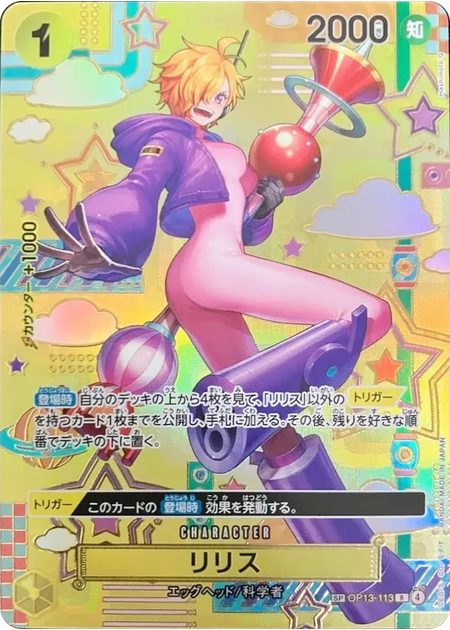 1
2000
知
Hashimoto Q
カウンター+1000
登場時 自分のデッキの上から4枚を見て、「リリス」以外の トリガー
を持つカード1枚までを公開し、手札に加える。その後、残りを好きな順
番でデッキの下に置く。
トリガー このカードの 登場時 効果を発動する。
CHARACTER
リリス
エッグヘッド/科学者
SP OP13-113 R 4
BANDAI MADE IN JAPAN